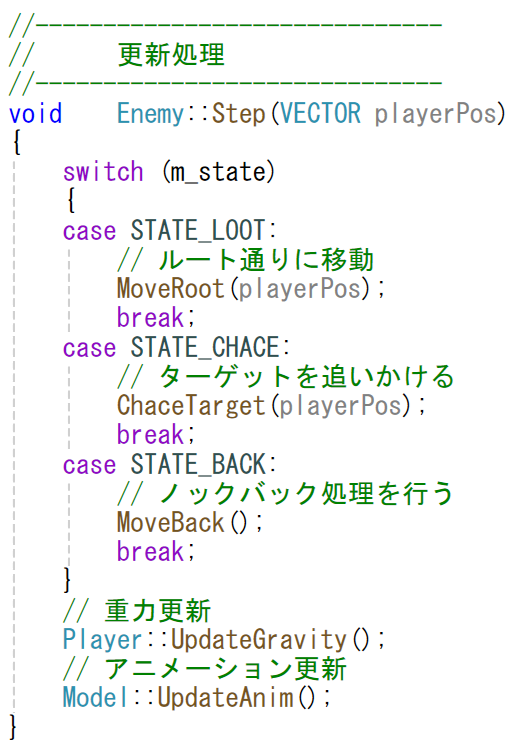 //------------------------------
//      更新処理
//------------------------------
void    Enemy::Step(VECTOR playerPos)
{
    switch (m_state)
    {
    case STATE_LOOT:
        // ルート通りに移動
        MoveRoot(playerPos);
        break;
    case STATE_CHACE:
        // ターゲットを追いかける
        ChaceTarget(playerPos);
        break;
    case STATE_BACK:
        // ノックバック処理を行う
        MoveBack();
        break;
    }
    // 重力更新
    Player::UpdateGravity();
    // アニメーション更新
    Model::UpdateAnim();
}